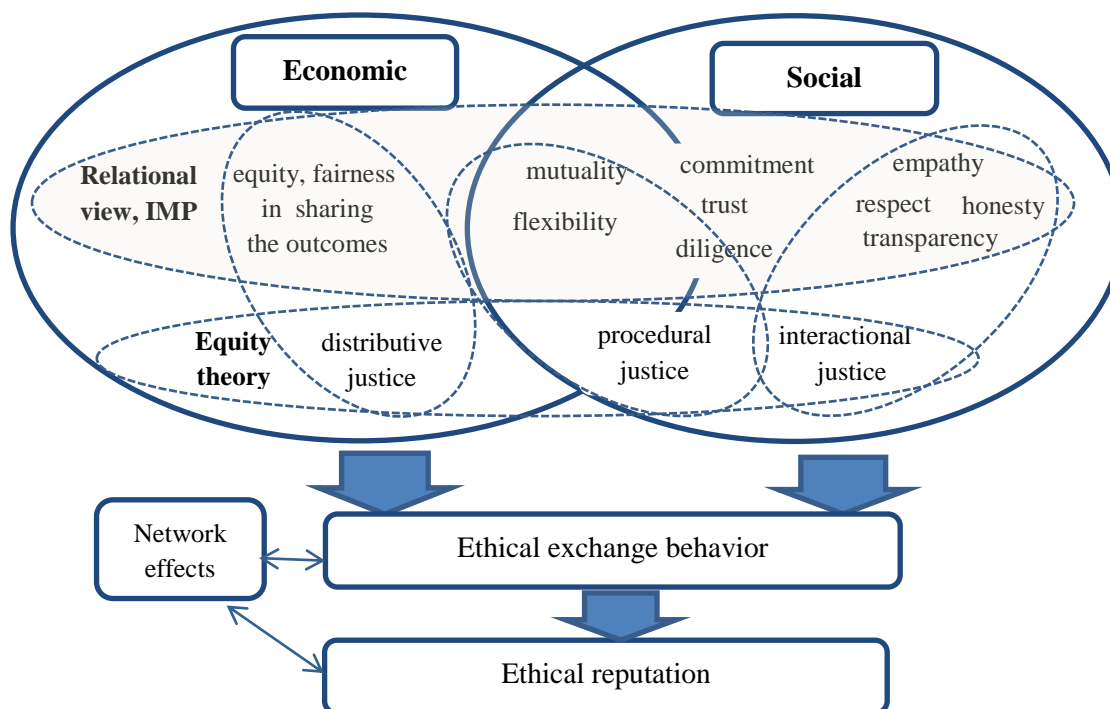 Economic
Social
Relational
view, IMP
equity, fairness
in sharing
the outcomes
mutuality
flexibility
commitment
trust
diligence
empathy
respect honesty
transparency
Equity
theory
distributive
justice
procedural
justice
interactional
justice
Network
effects
Ethical exchange behavior
Ethical reputation